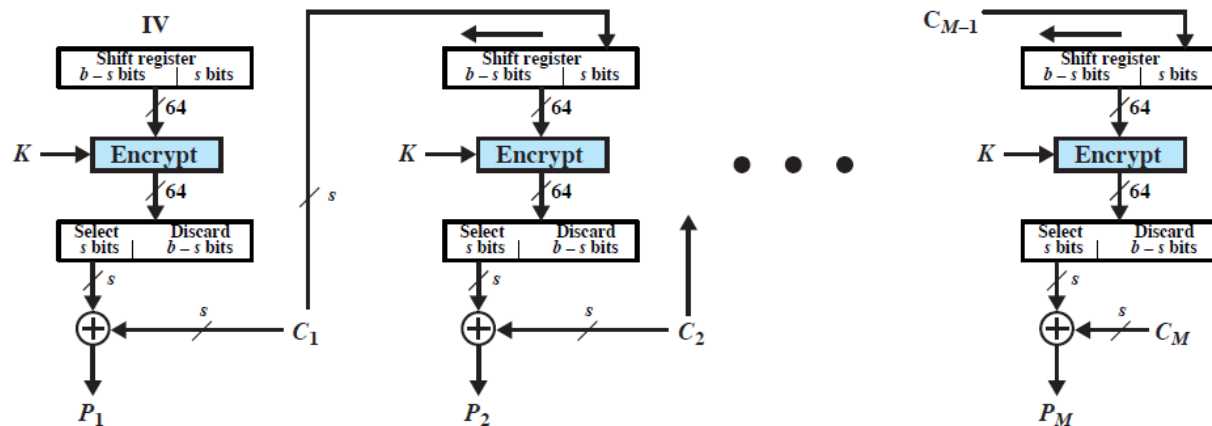 IV
C_{M–1}
Shift register
b – s bits | s bits
Shift register
b – s bits | s bits
Shift register
b – s bits | s bits
64
64
64
K
Encrypt
K
Encrypt
K
Encrypt
s
64
64
64
Select Discard
s bits | b – s bits
Select Discard
s bits | b – s bits
Select Discard
s bits | b – s bits
s
s
s
s
C_1
s
C_2
s
C_M
P_1
P_2
P_M